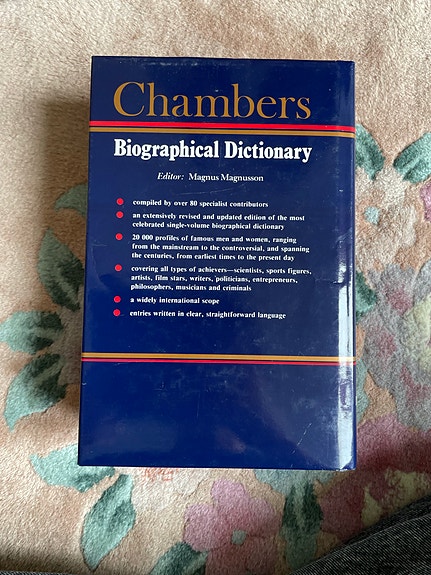 Chambers
Biographical Dictionary
Editor: Magnus Magnusson
compiled by over 80 specialist contributors
an extensively revised and updated edition of the most
celebrated single-volume biographical dictionary
20 000 profiles of famous men and women, ranging
from the mainstream to the controversial, and spanning
the centuries, from earliest times to the present day
covering all types of achievers—scientists, sports figures,
artists, film stars, writers, politicians, entrepreneurs,
philosophers, musicians and criminals
a widely international scope
entries written in clear, straightforward language